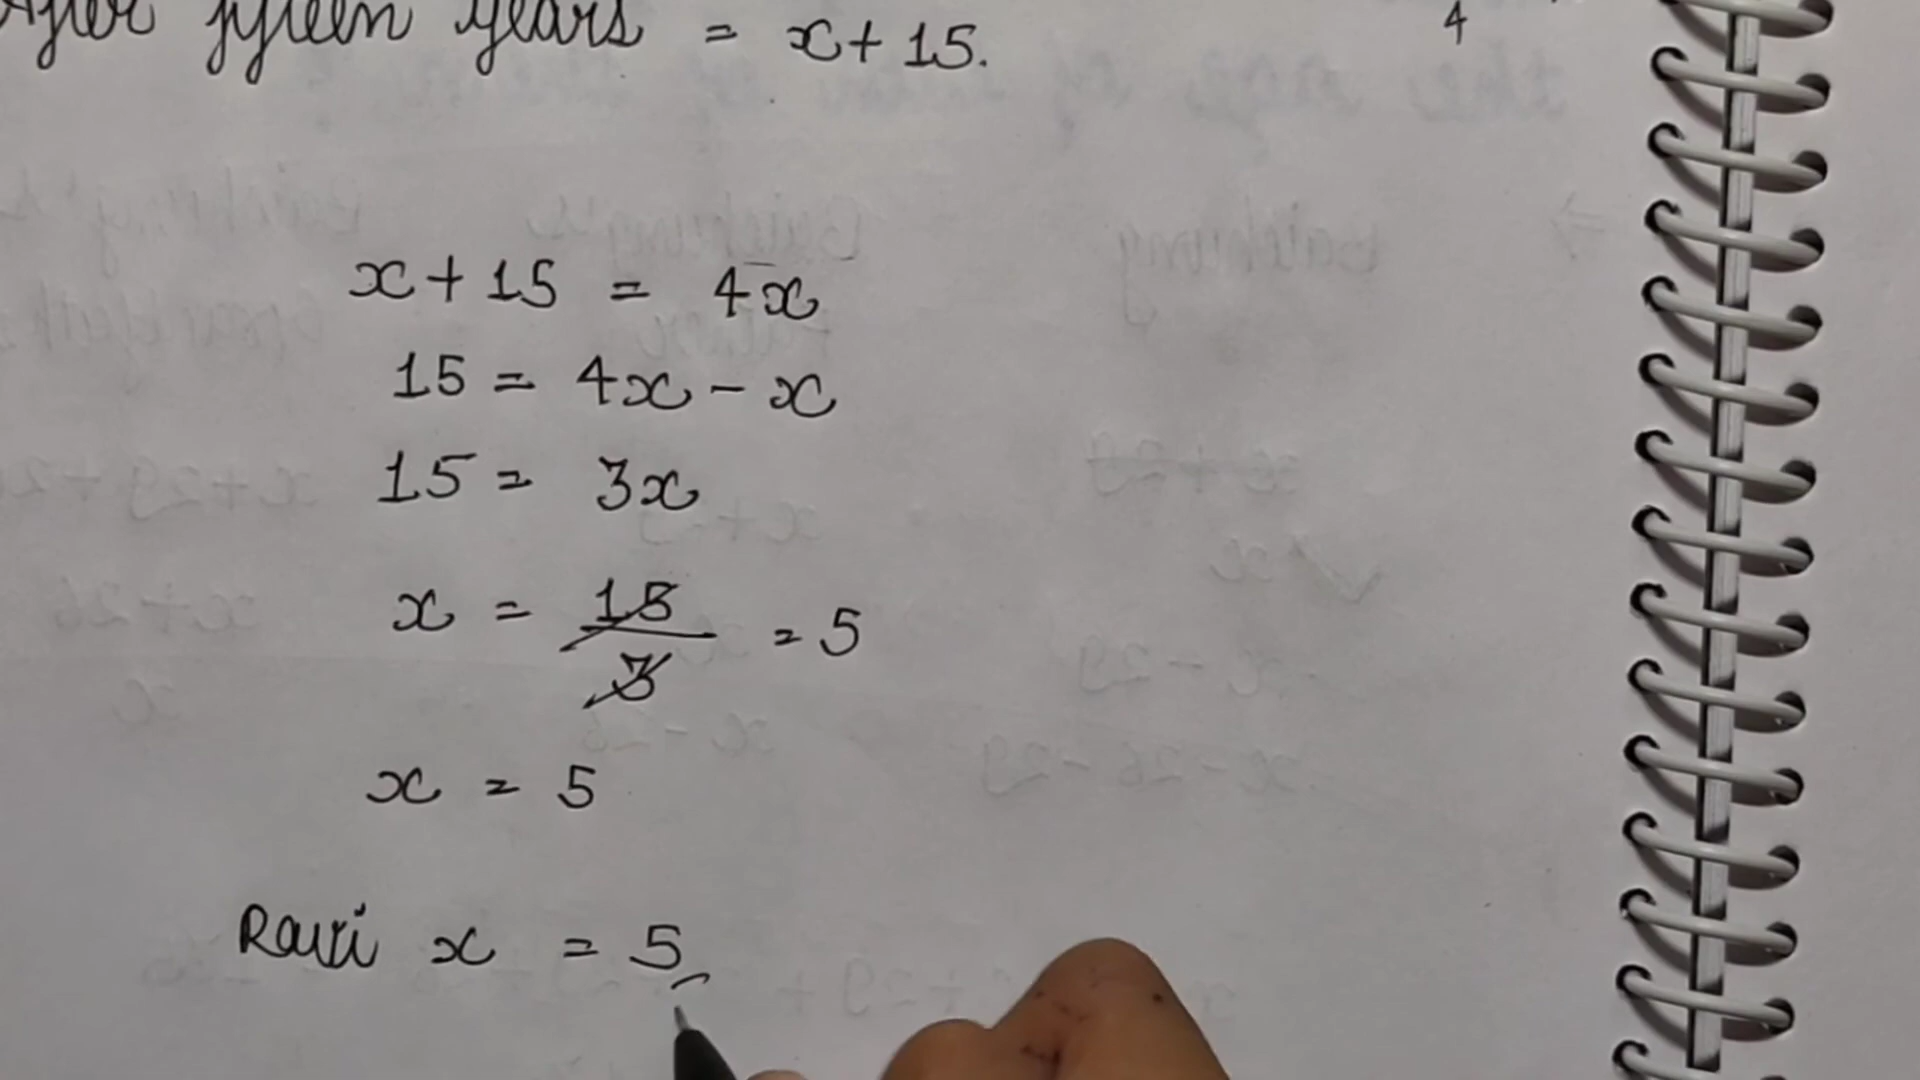 After fifteen years = x + 15.
4
x + 15 = 4x
15 = 4x - x
15 = 3x
x = 15/3 = 5
x = 5
Ravi x = 5